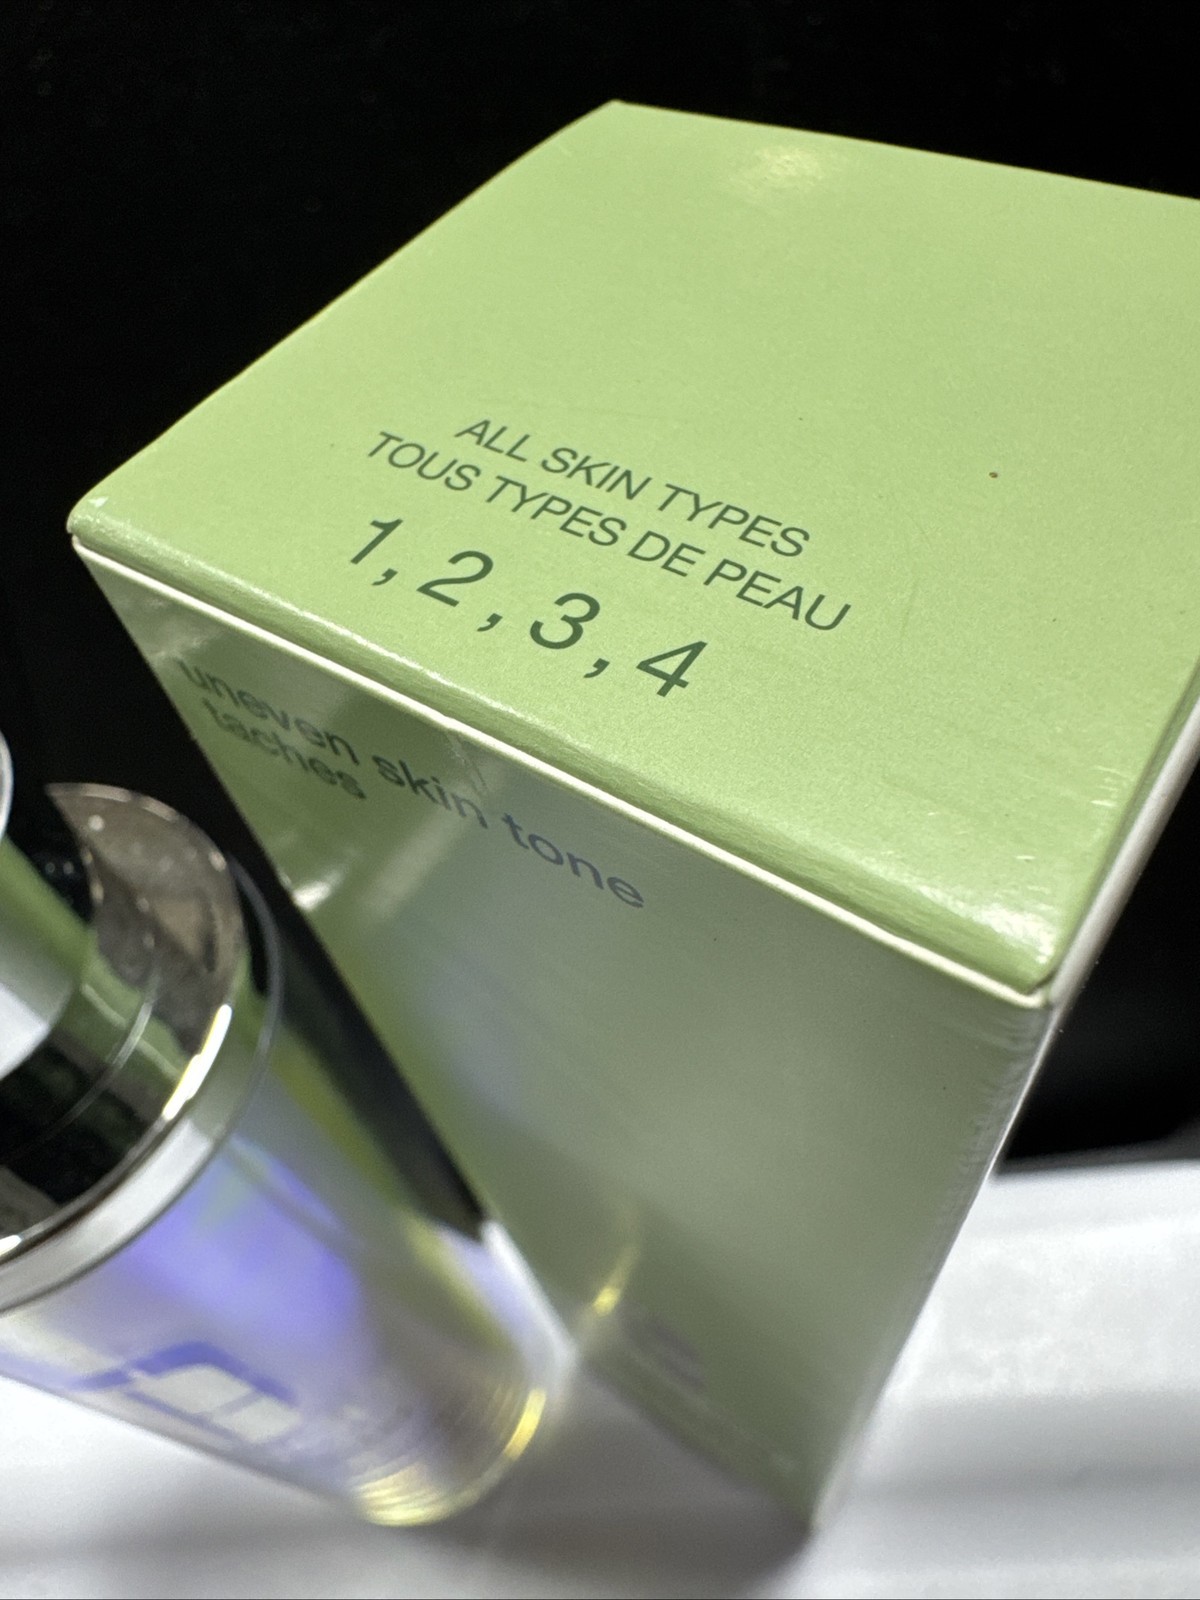 ALL SKIN TYPES
TOUS TYPES DE PEAU
1, 2, 3, 4
uneven skin tone
taches